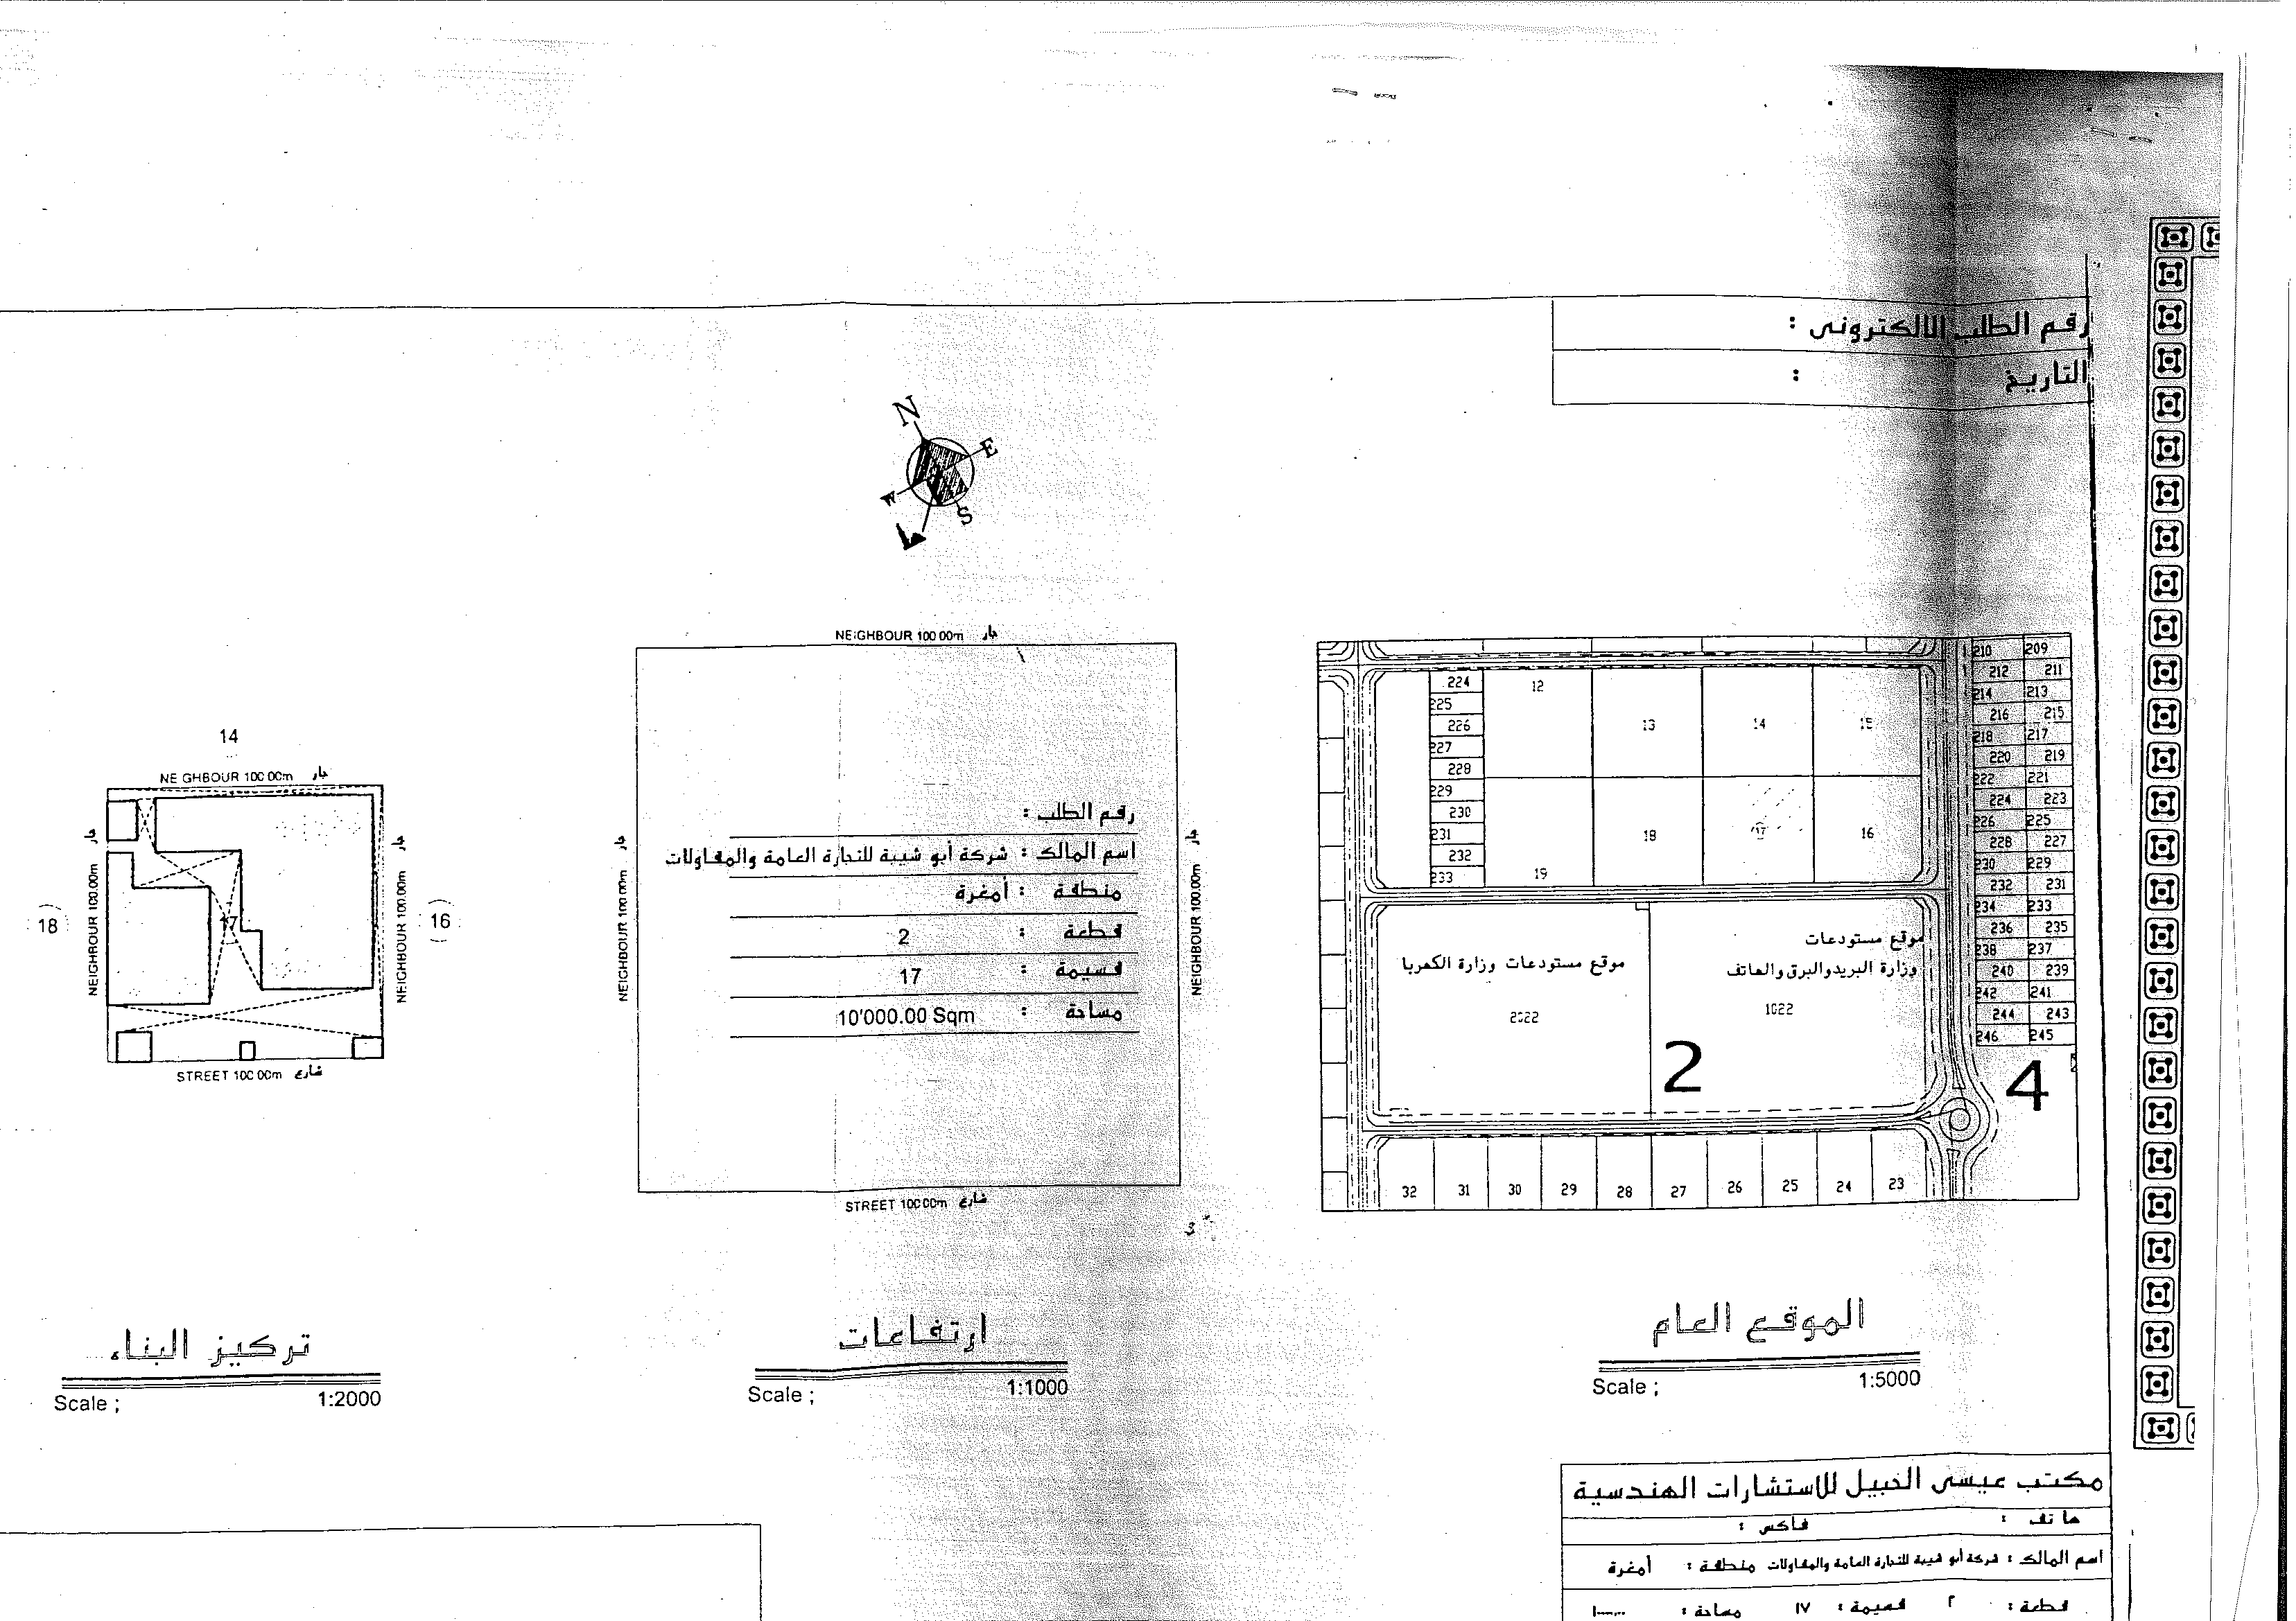 رقم الطلب الالكترونى :
التاريخ :
N
E
W
S
14
NEIGHBOUR 100.00m جار
NEIGHBOUR 100.00m جار
18
17
NEIGHBOUR 100.00m جار
16
STREET 100.00m شارع
تركيز البناء
Scale ; 1:2000
NEIGHBOUR 100.00m جار
NEIGHBOUR 100.00m جار
رقم الطلب :
اسم المالك : شركة أبو شيبة للتجارة العامة والمقاولات
منطقة : أمغرة
قطعة : 2
قسيمة : 17
مساحة : 10'000.00 Sqm
NEIGHBOUR 100.00m جار
STREET 100.00m شارع
ارتفاعات
Scale ; 1:1000
224
225
226
227
228
229
230
231
232
233
12
13
14
15
19
18
17
16
210 209
212 211
214 213
216 215
218 217
220 219
222 221
224 223
226 225
228 227
230 229
232 231
234 233
236 235
238 237
240 239
242 241
244 243
246 245
موقع مستودعات وزارة الكهربا
2022
موقع مستودعات
وزارة البريد والبرق والهاتف
1022
2
4
32 31 30 29 28 27 26 25 24 23
الموقع العام
Scale ; 1:5000
مكتب عيسى الخبيل للاستشارات الهندسية
هاتف : فاكس :
اسم المالك : شركة أبو شيبة للتجارة العامة والمقاولات منطقة : أمغرة
قطعة : ٢ قسيمة : ١٧ مساحة :